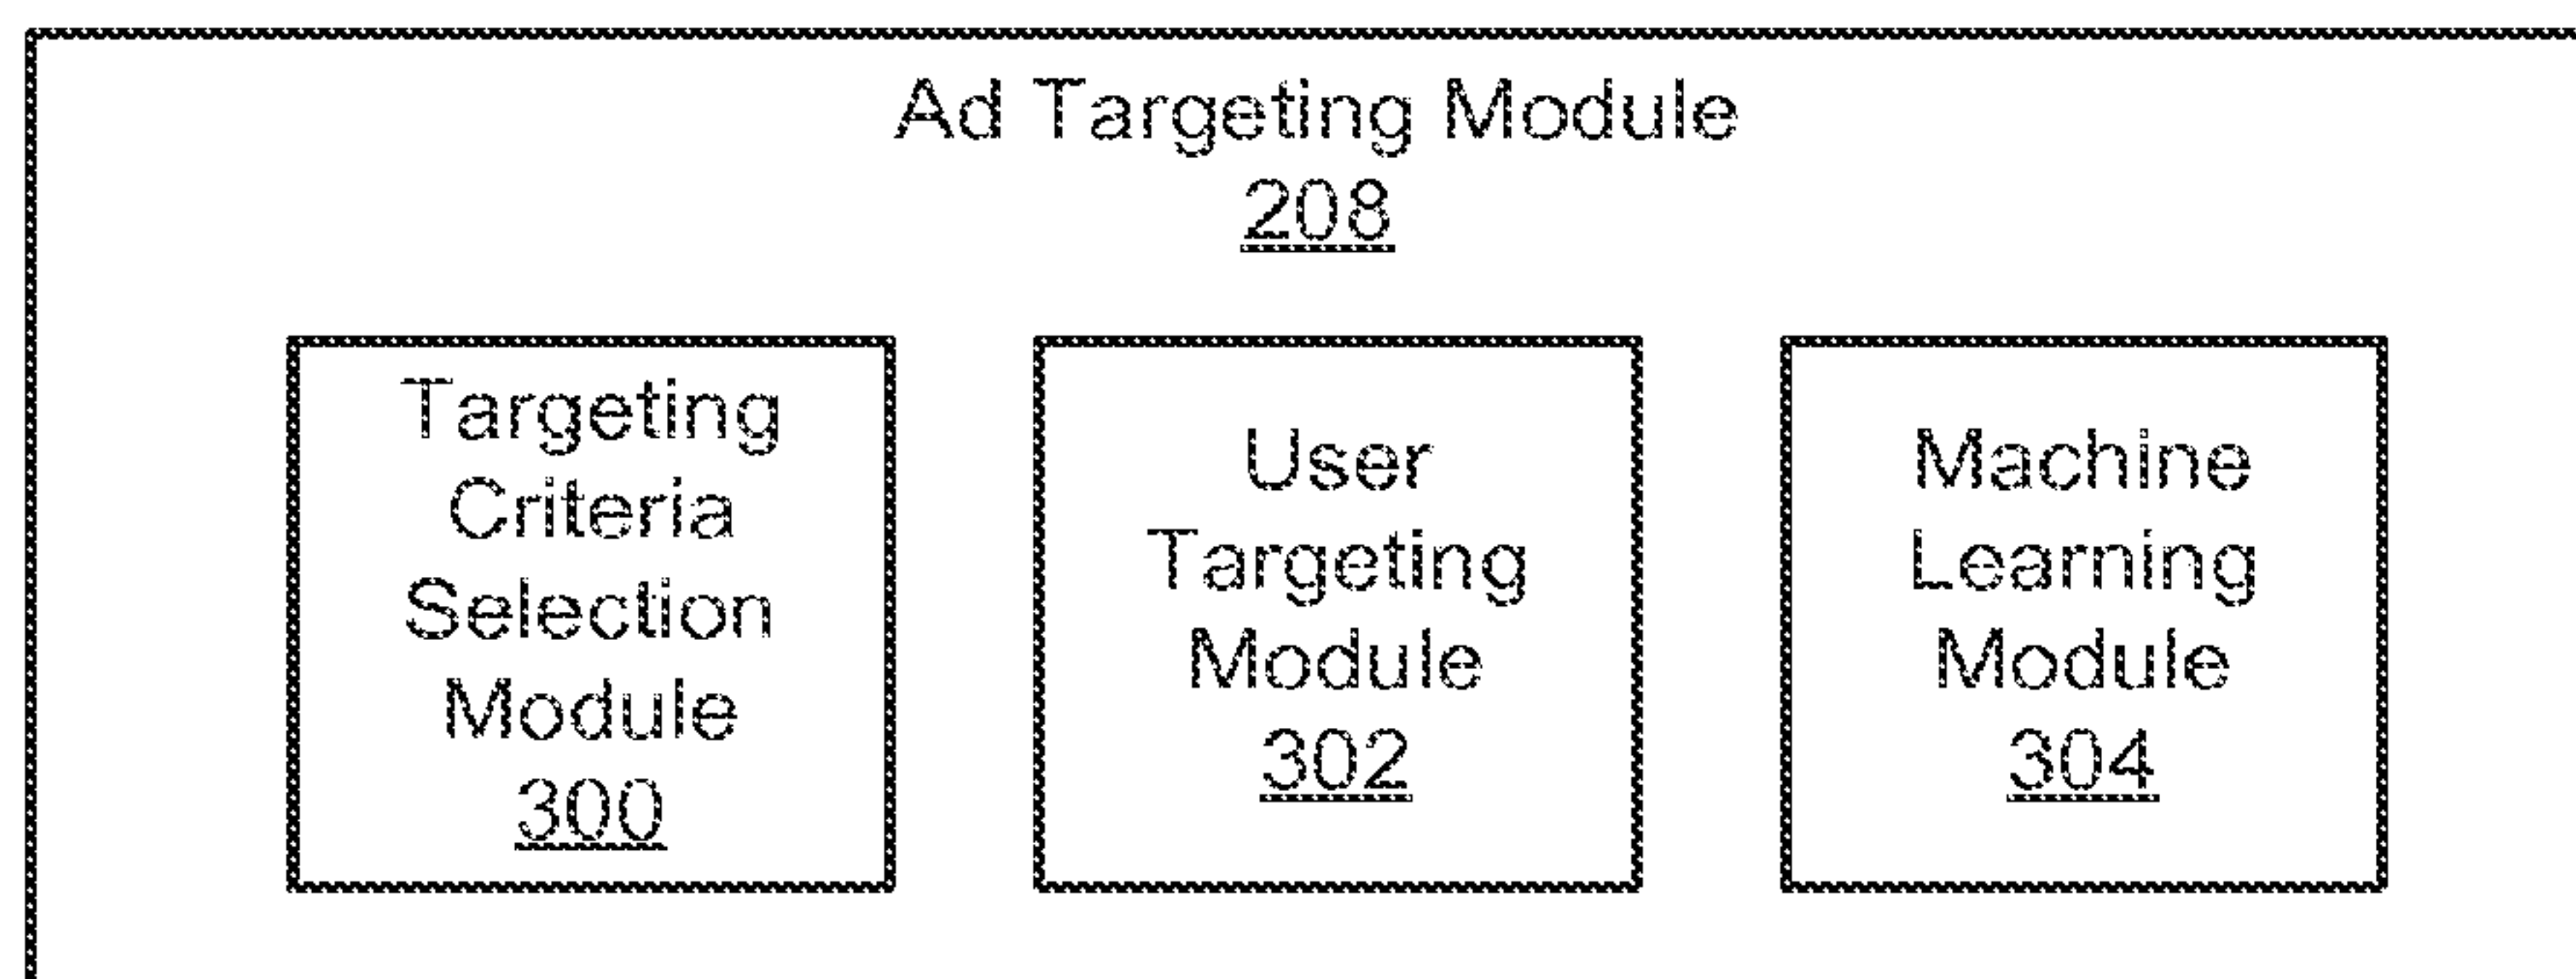 Ad Targeting Module
208
Targeting
Criteria
Selection
Module
300
User
Targeting
Module
302
Machine
Learning
Module
304